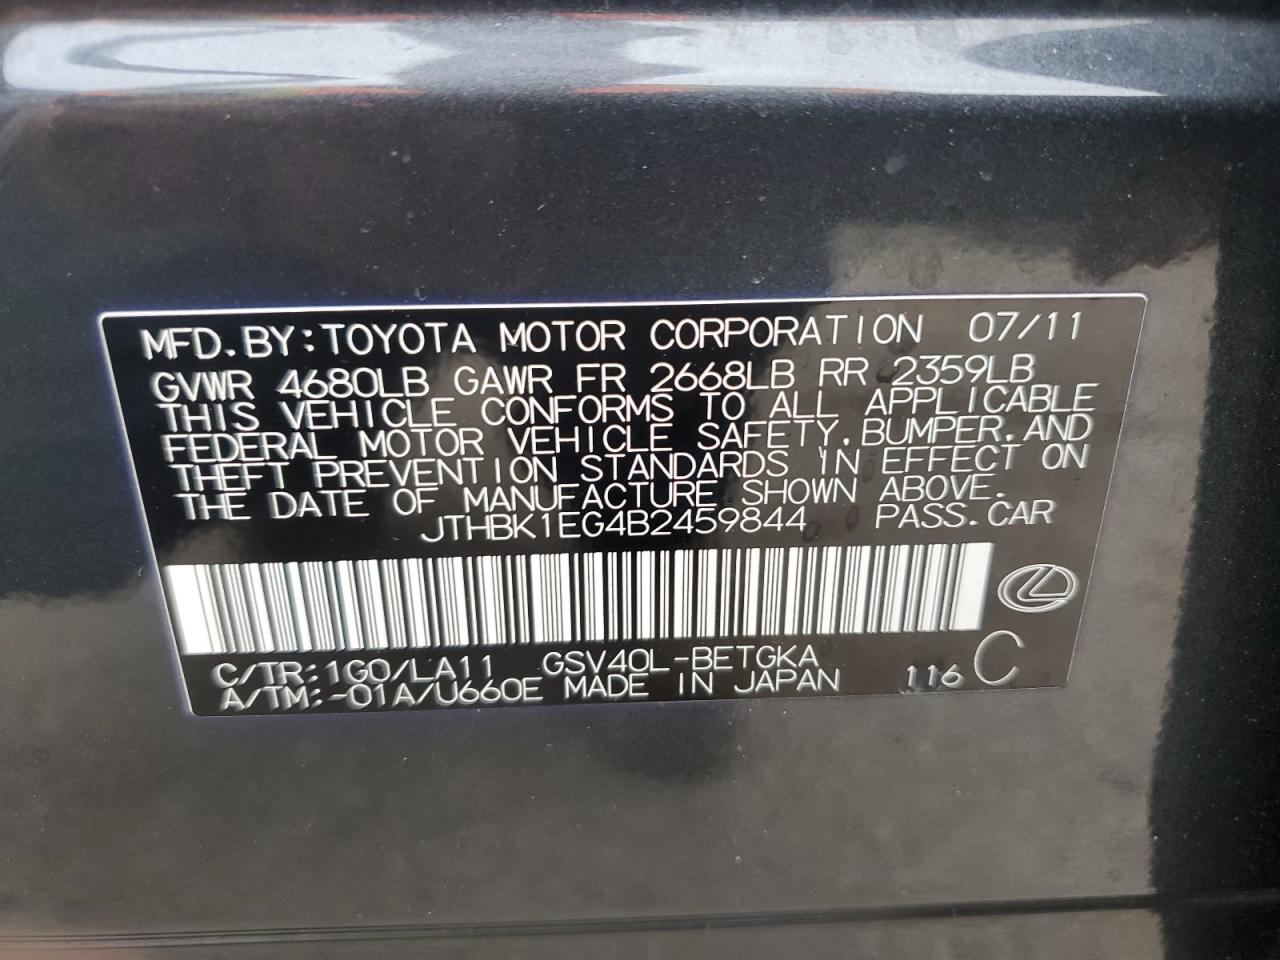 MFD.BY:TOYOTA MOTOR CORPORATION 07/11
GVWR 4680LB GAWR FR 2668LB RR 2359LB
THIS VEHICLE CONFORMS TO ALL APPLICABLE
FEDERAL MOTOR VEHICLE SAFETY,BUMPER,AND
THEFT PREVENTION STANDARDS IN EFFECT ON
THE DATE OF MANUFACTURE SHOWN ABOVE.
JTHBK1EG4B2459844 PASS.CAR
C/TR:1G0/LA11 GSV40L-BETGKA
A/TM:-01A/U660E MADE IN JAPAN 116 C